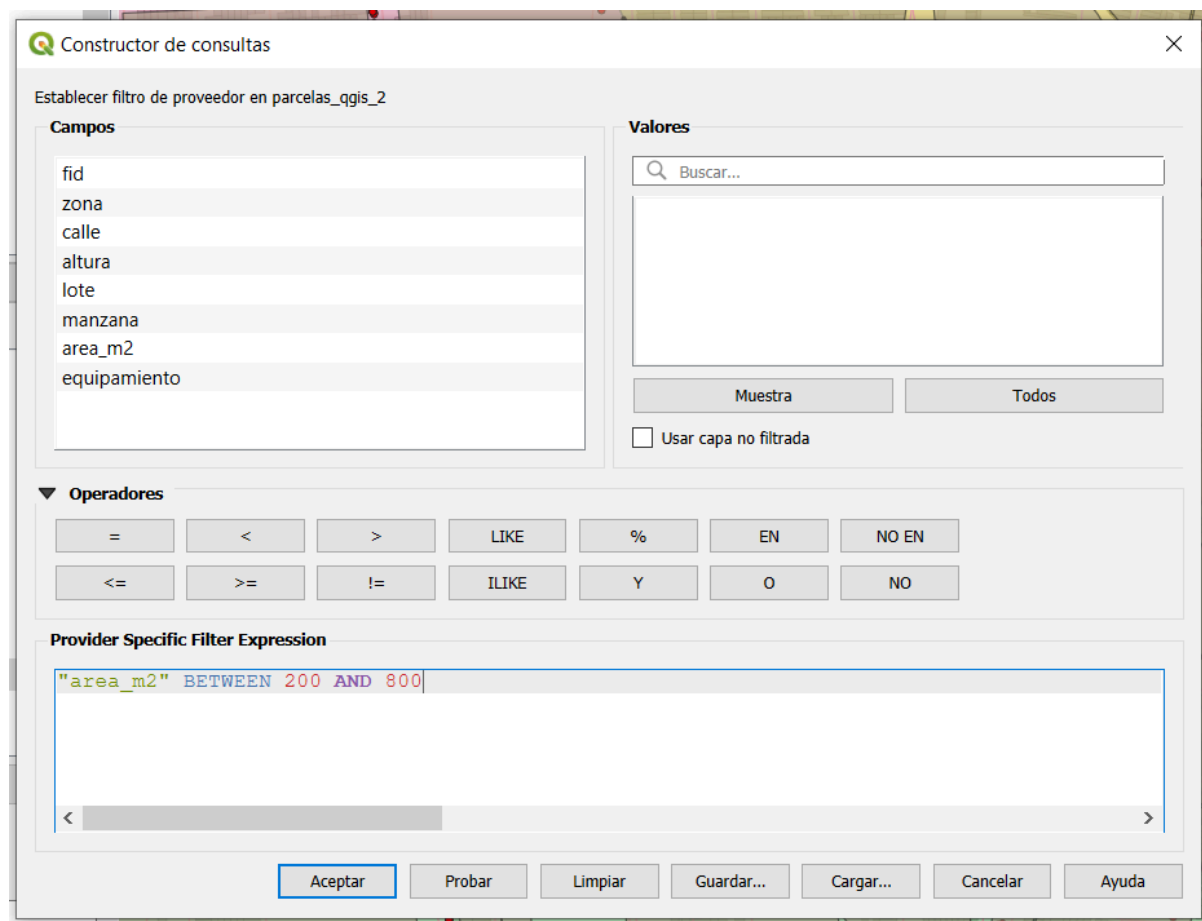 Constructor de consultas
Establecer filtro de proveedor en parcelas_qgis_2
Campos
fid
zona
calle
altura
lote
manzana
area_m2
equipamiento
Valores
Buscar...
Muestra
Todos
Usar capa no filtrada
Operadores
= < > LIKE % EN NO EN
<= >= != ILIKE Y O NO
Provider Specific Filter Expression
"area_m2" BETWEEN 200 AND 800
Aceptar Probar Limpiar Guardar... Cargar... Cancelar Ayuda